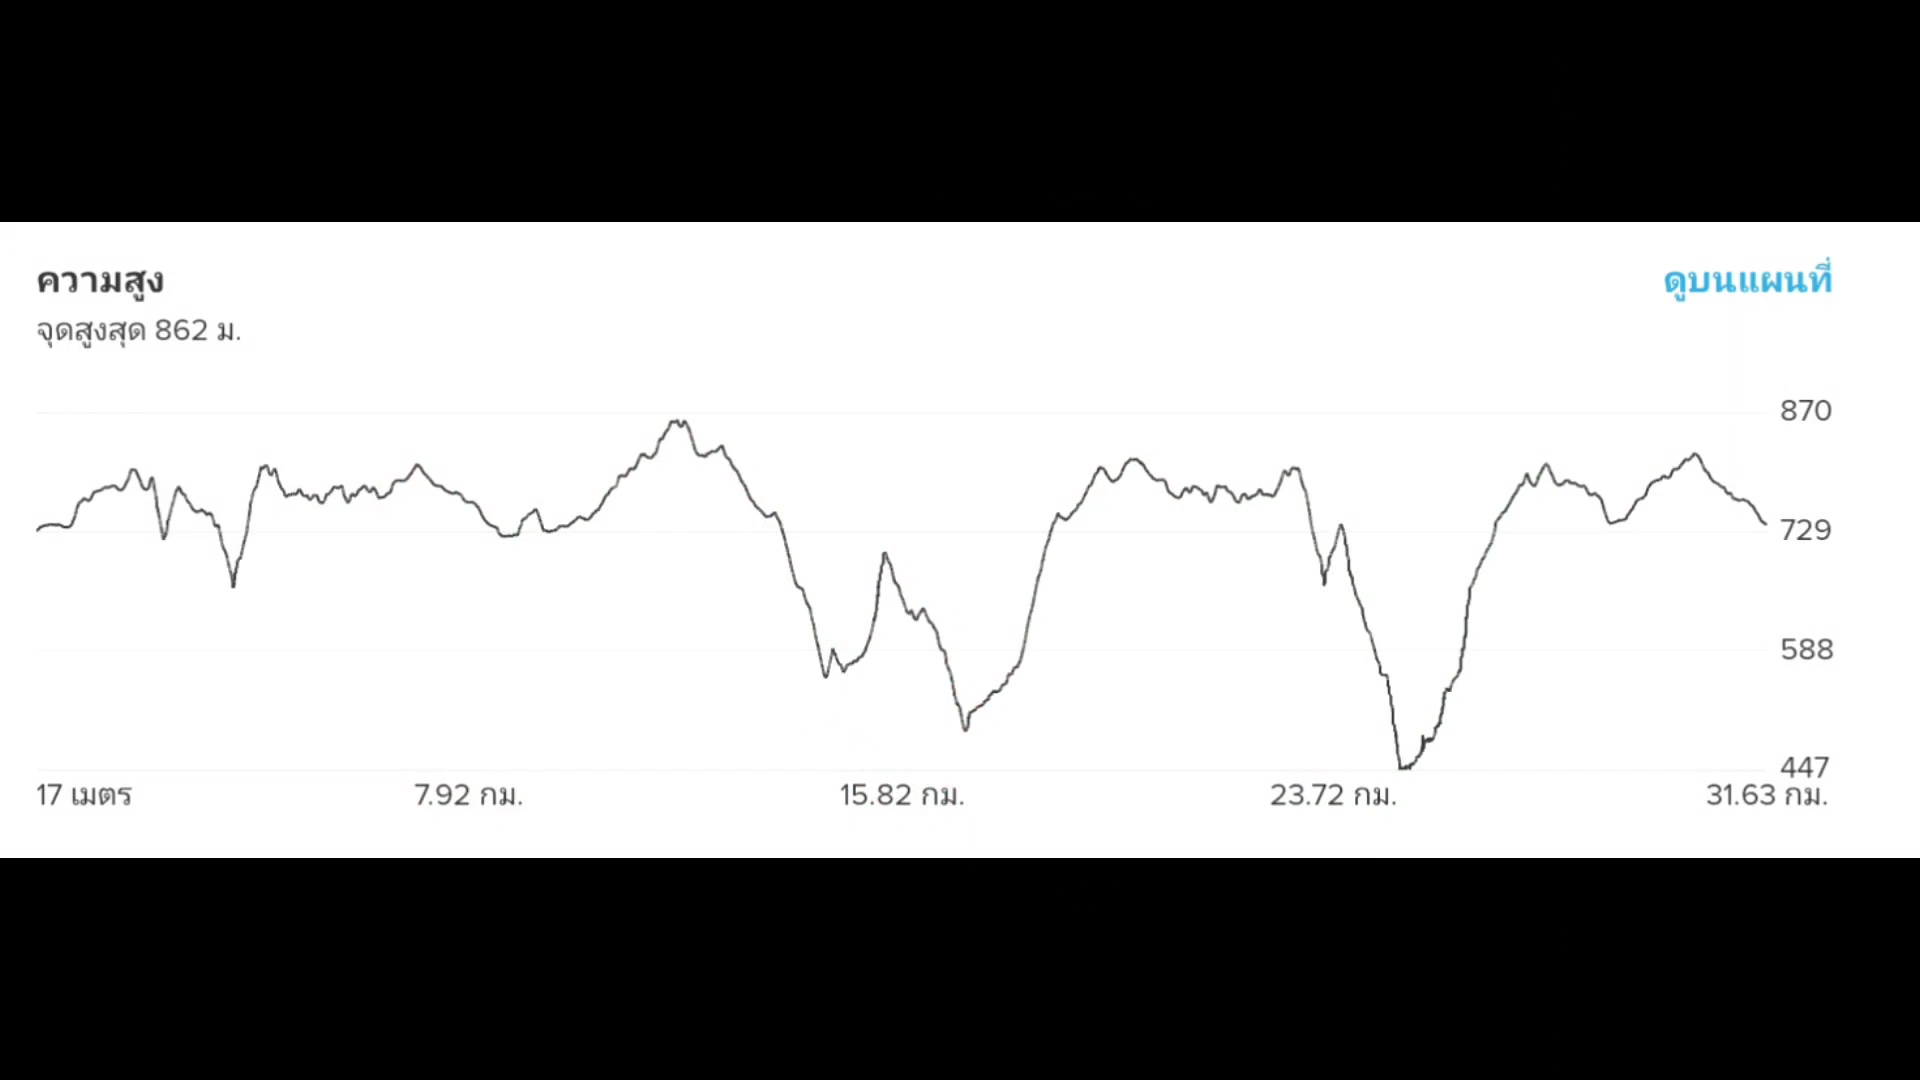 ความสูง
ดูบนแผนที่
จุดสูงสุด 862 ม.
870
729
588
447
17 เมตร
7.92 กม.
15.82 กม.
23.72 กม.
31.63 กม.